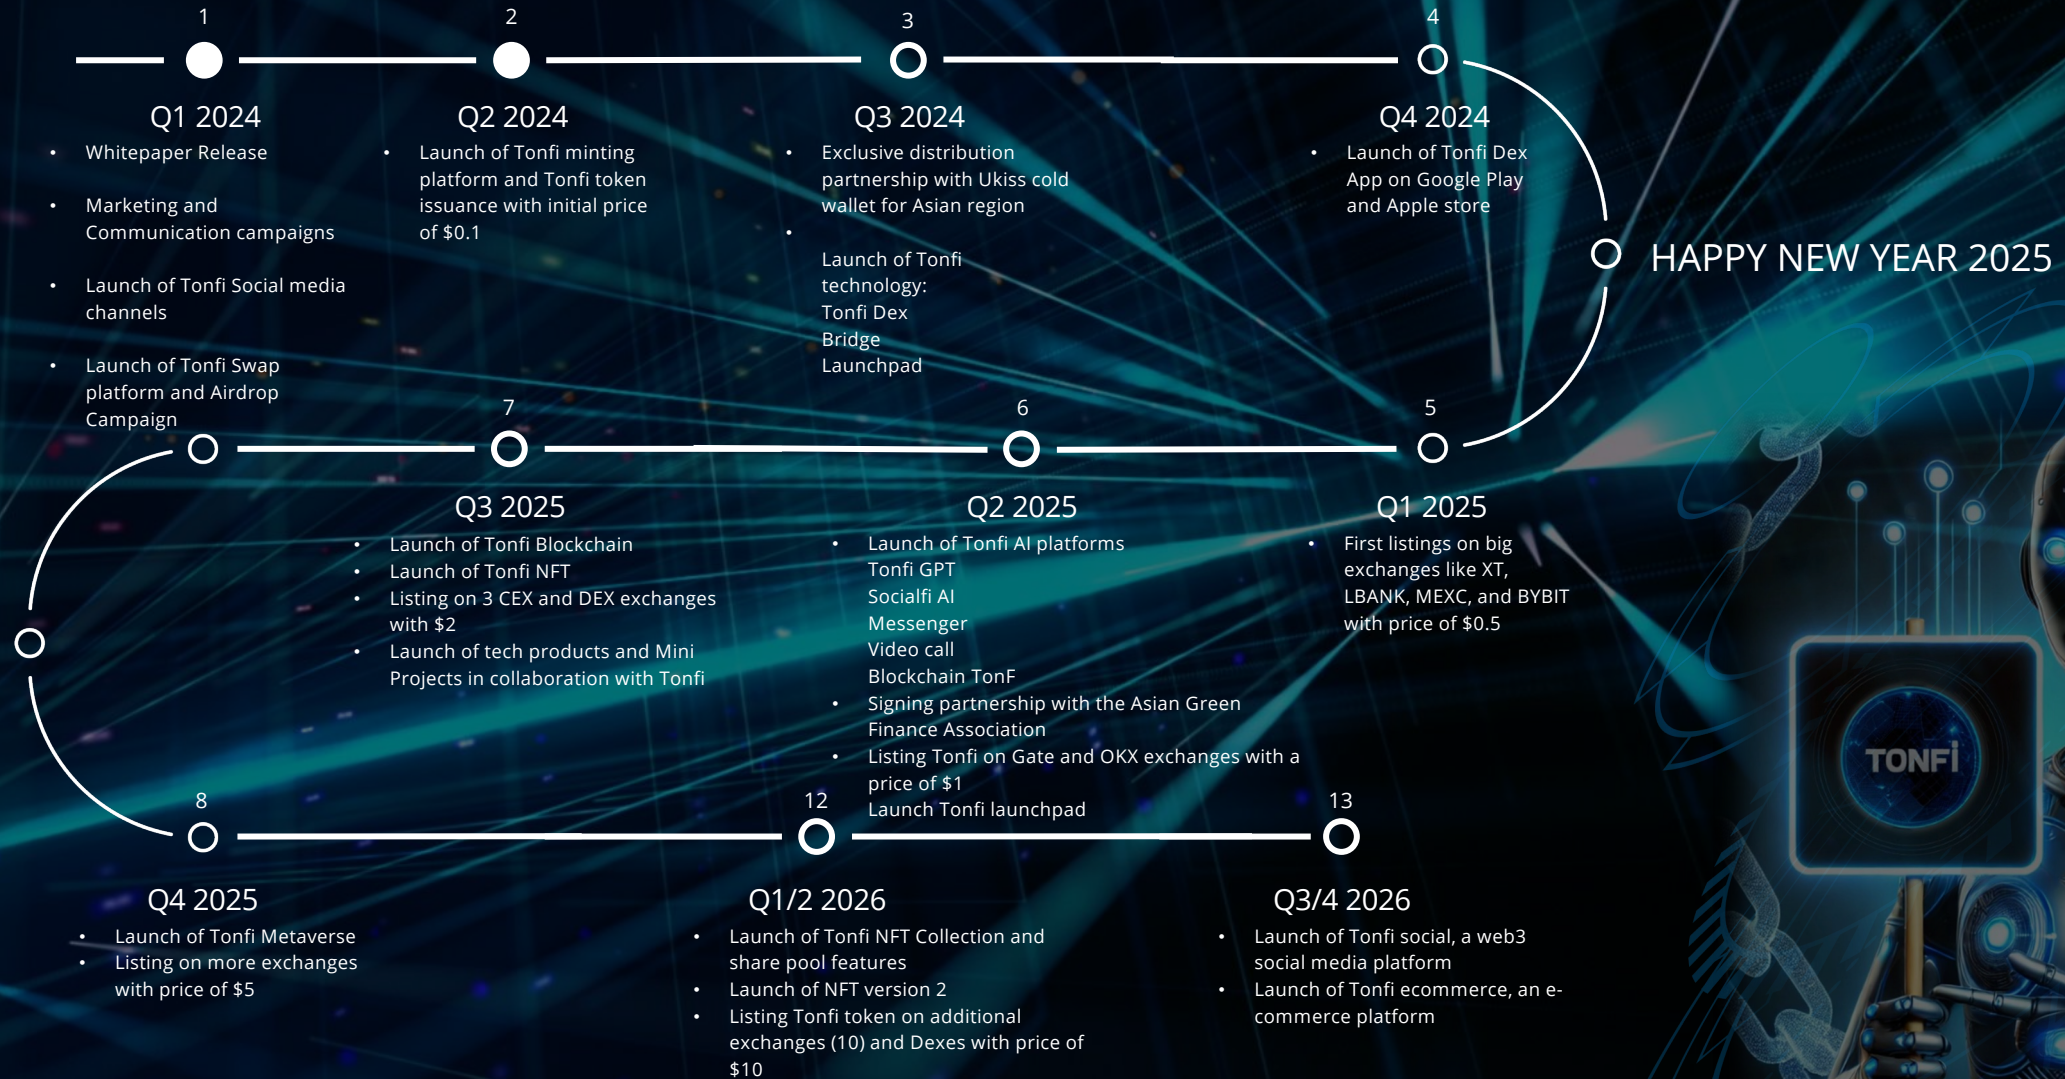 1
Q1 2024
• Whitepaper Release
• Marketing and
Communication campaigns
• Launch of Tonfi Social media
channels
• Launch of Tonfi Swap
platform and Airdrop
Campaign
2
Q2 2024
• Launch of Tonfi minting
platform and Tonfi token
issuance with initial price
of $0.1
3
Q3 2024
• Exclusive distribution
partnership with Ukiss cold
wallet for Asian region
•
Launch of Tonfi
technology:
Tonfi Dex
Bridge
Launchpad
4
Q4 2024
• Launch of Tonfi Dex
App on Google Play
and Apple store
HAPPY NEW YEAR 2025
5
Q1 2025
• First listings on big
exchanges like XT,
LBANK, MEXC, and BYBIT
with price of $0.5
6
Q2 2025
• Launch of Tonfi AI platforms
Tonfi GPT
Socialfi AI
Messenger
Video call
Blockchain TonF
• Signing partnership with the Asian Green
Finance Association
• Listing Tonfi on Gate and OKX exchanges with a
price of $1
Launch Tonfi launchpad
7
Q3 2025
• Launch of Tonfi Blockchain
• Launch of Tonfi NFT
• Listing on 3 CEX and DEX exchanges
with $2
• Launch of tech products and Mini
Projects in collaboration with Tonfi
8
Q4 2025
• Launch of Tonfi Metaverse
• Listing on more exchanges
with price of $5
12
Q1/2 2026
• Launch of Tonfi NFT Collection and
share pool features
• Launch of NFT version 2
• Listing Tonfi token on additional
exchanges (10) and Dexes with price of
$10
13
Q3/4 2026
• Launch of Tonfi social, a web3
social media platform
• Launch of Tonfi ecommerce, an e-
commerce platform
TONFi